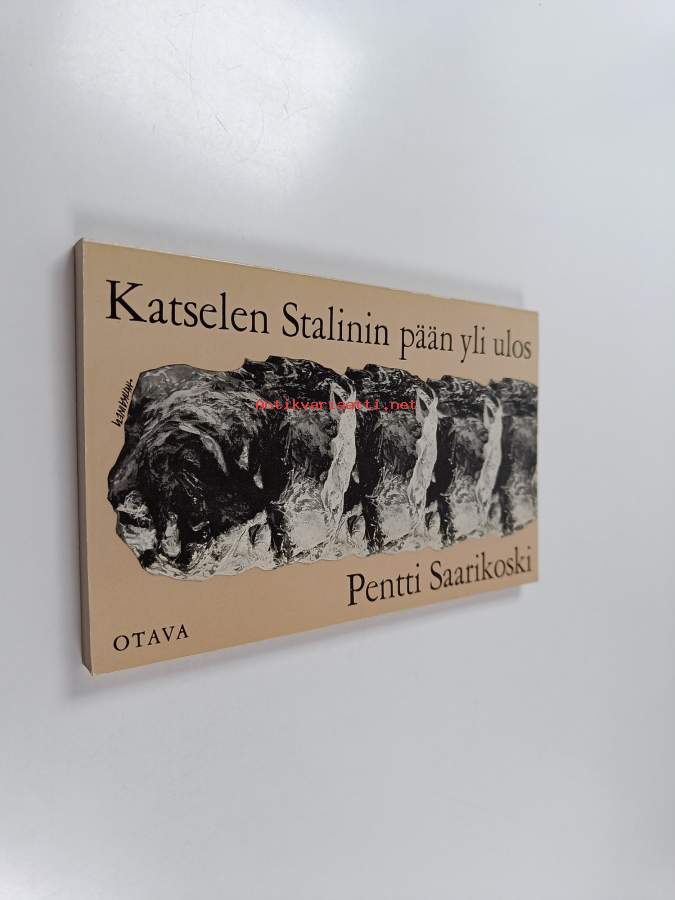 Katselen Stalinin pään yli ulos
Antikvariaatti.net
Pentti Saarikoski
OTAVA